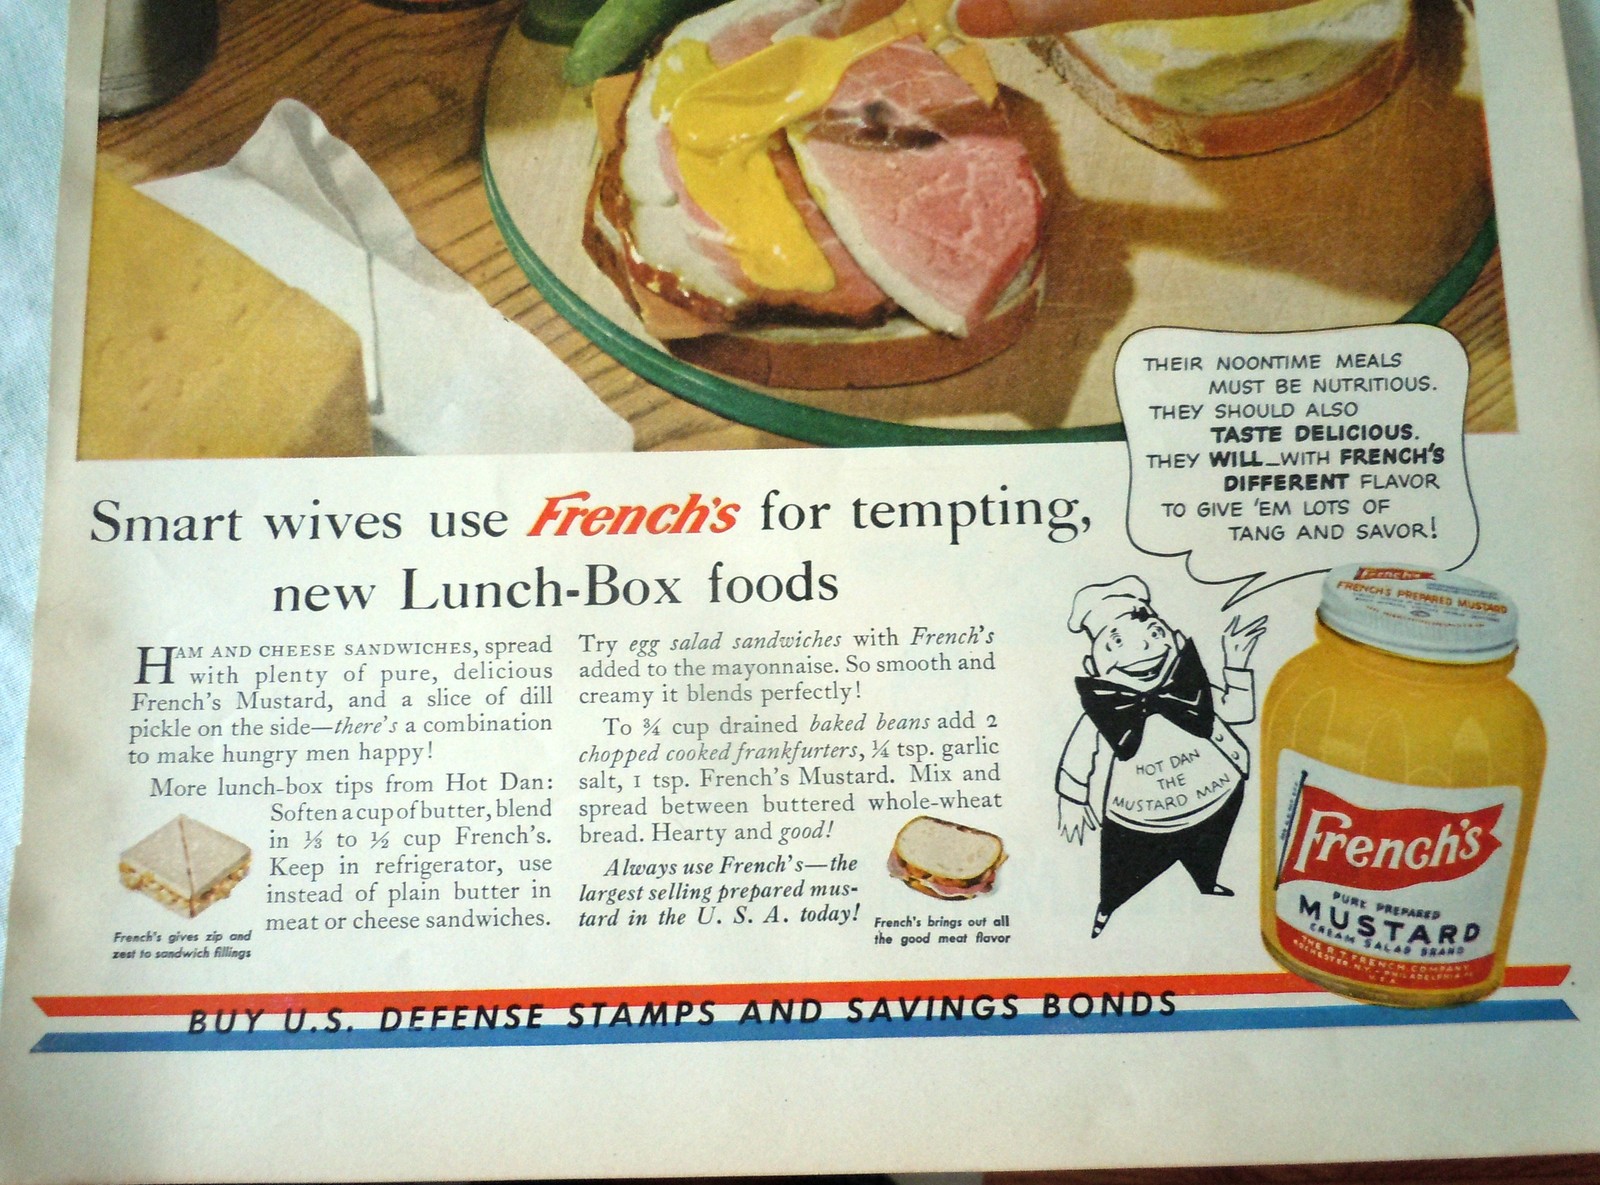 THEIR NOONTIME MEALS
MUST BE NUTRITIOUS.
THEY SHOULD ALSO
TASTE DELICIOUS.
THEY WILL—WITH FRENCH'S
DIFFERENT FLAVOR
TO GIVE 'EM LOTS OF
TANG AND SAVOR!
Smart wives use French's for tempting,
new Lunch-Box foods
HAM AND CHEESE SANDWICHES, spread
with plenty of pure, delicious
French's Mustard, and a slice of dill
pickle on the side—there's a combination
to make hungry men happy!
More lunch-box tips from Hot Dan:
Soften a cup of butter, blend
in ⅓ to ½ cup French's.
Keep in refrigerator, use
instead of plain butter in
meat or cheese sandwiches.
French's gives zip and
zest to sandwich fillings
Try egg salad sandwiches with French's
added to the mayonnaise. So smooth and
creamy it blends perfectly!
To ¾ cup drained baked beans add 2
chopped cooked frankfurters, ¼ tsp. garlic
salt, 1 tsp. French's Mustard. Mix and
spread between buttered whole-wheat
bread. Hearty and good!
Always use French's—the
largest selling prepared mus-
tard in the U. S. A. today!
French's brings out all
the good meat flavor
HOT DAN
THE
MUSTARD MAN
French's
FRENCH'S PREPARED MUSTARD
French's
PURE PREPARED
MUSTARD
CREAM SALAD BRAND
THE R.T. FRENCH COMPANY
ROCHESTER, N.Y. PHILADELPHIA, PA.
U.S.A.
BUY U.S. DEFENSE STAMPS AND SAVINGS BONDS